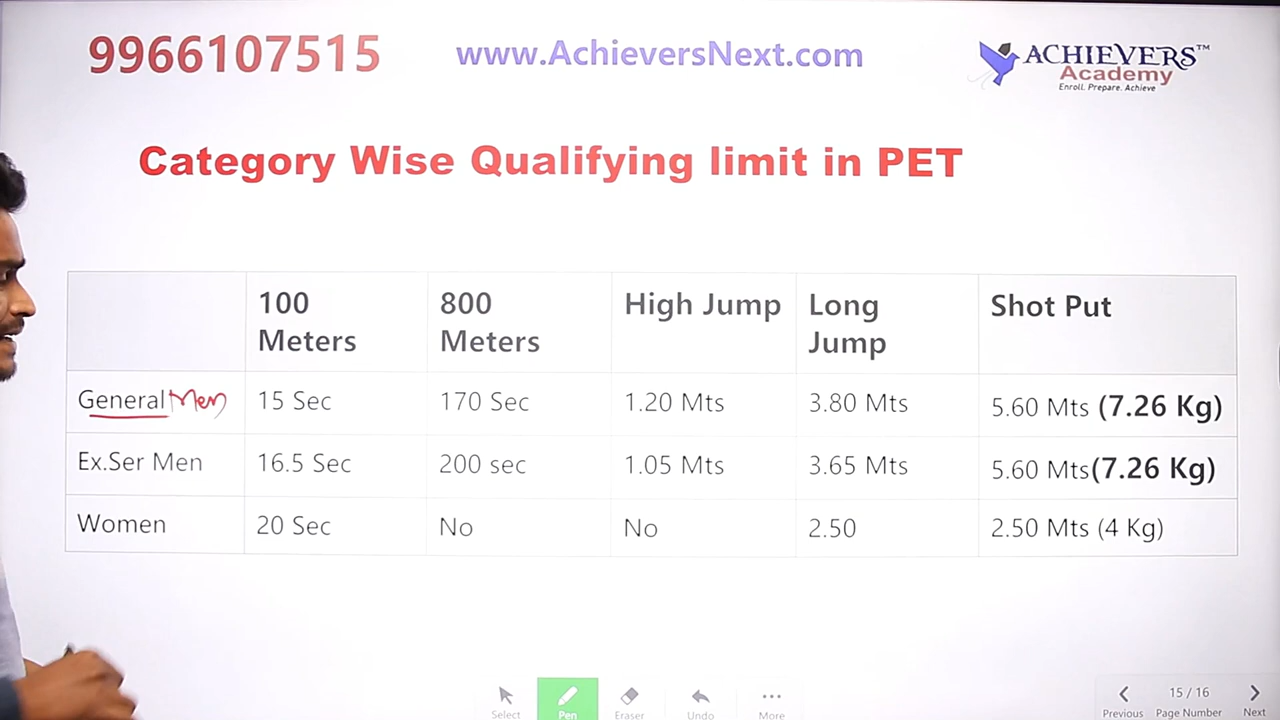 9966107515 www.AchieversNext.com ACHIEVERS™
Academy
Enroll. Prepare. Achieve
Category Wise Qualifying limit in PET
100 Meters 800 Meters High Jump Long Jump Shot Put
General Men 15 Sec 170 Sec 1.20 Mts 3.80 Mts 5.60 Mts (7.26 Kg)
Ex.Ser Men 16.5 Sec 200 sec 1.05 Mts 3.65 Mts 5.60 Mts(7.26 Kg)
Women 20 Sec No No 2.50 2.50 Mts (4 Kg)
15 / 16
Select Pen Eraser Undo More Previous Page Number Next